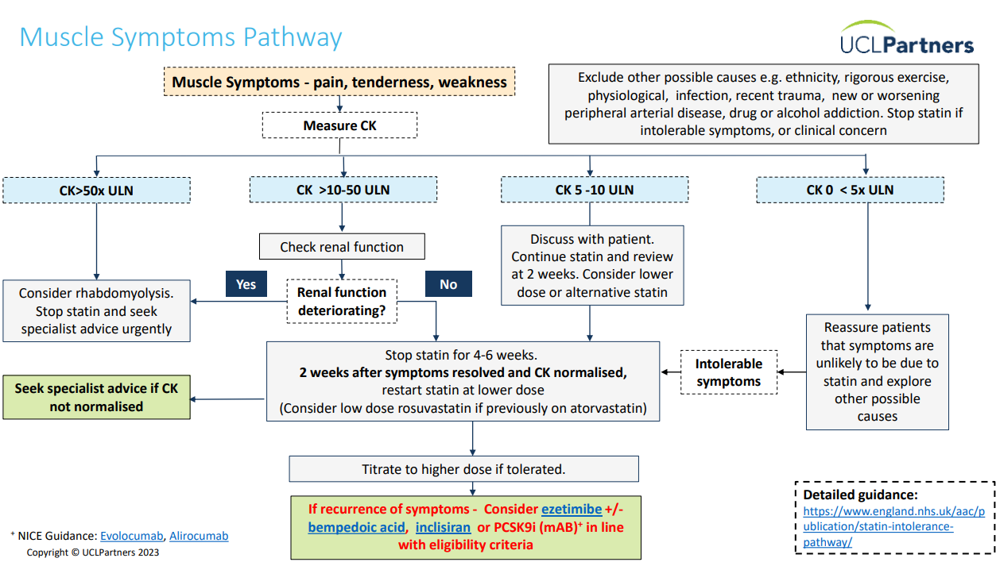 Muscle Symptoms Pathway
UCLPartners
Muscle Symptoms - pain, tenderness, weakness
Exclude other possible causes e.g. ethnicity, rigorous exercise,
physiological, infection, recent trauma, new or worsening
peripheral arterial disease, drug or alcohol addiction. Stop statin if
intolerable symptoms, or clinical concern
Measure CK
CK>50x ULN
CK >10-50 ULN
CK 5 -10 ULN
CK 0 < 5x ULN
Check renal function
Discuss with patient.
Continue statin and review
at 2 weeks. Consider lower
dose or alternative statin
Yes
Renal function
deteriorating?
No
Consider rhabdomyolysis.
Stop statin and seek
specialist advice urgently
Reassure patients
that symptoms are
unlikely to be due to
statin and explore
other possible
causes
Intolerable
symptoms
Stop statin for 4-6 weeks.
2 weeks after symptoms resolved and CK normalised,
restart statin at lower dose
(Consider low dose rosuvastatin if previously on atorvastatin)
Seek specialist advice if CK
not normalised
Titrate to higher dose if tolerated.
If recurrence of symptoms - Consider ezetimibe +/-
bempedoic acid, inclisiran or PCSK9i (mAB)+ in line
with eligibility criteria
Detailed guidance:
https://www.england.nhs.uk/aac/p
ublication/statin-intolerance-
pathway/
+ NICE Guidance: Evolocumab, Alirocumab
Copyright © UCLPartners 2023